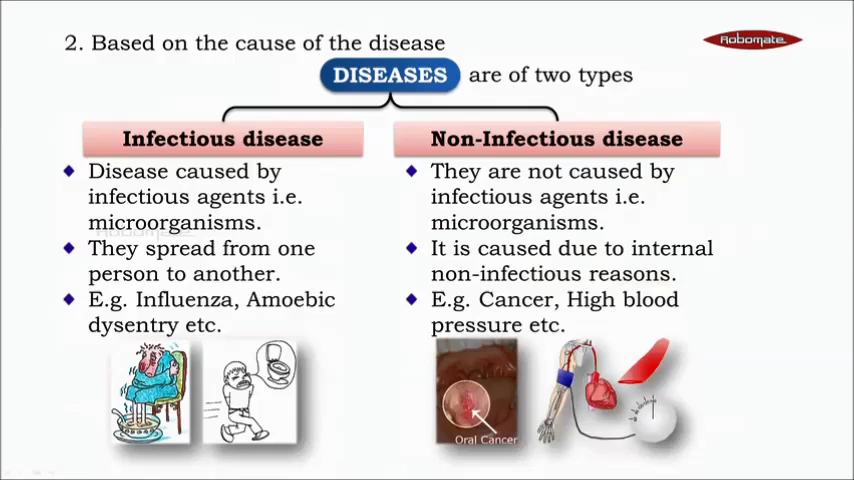 2. Based on the cause of the disease
Robomate
DISEASES are of two types
Infectious disease
Disease caused by
infectious agents i.e.
microorganisms.
Robomate
They spread from one
person to another.
E.g. Influenza, Amoebic
dysentry etc.
Non-Infectious disease
They are not caused by
infectious agents i.e.
microorganisms.
It is caused due to internal
non-infectious reasons.
E.g. Cancer, High blood
pressure etc.
Oral Cancer